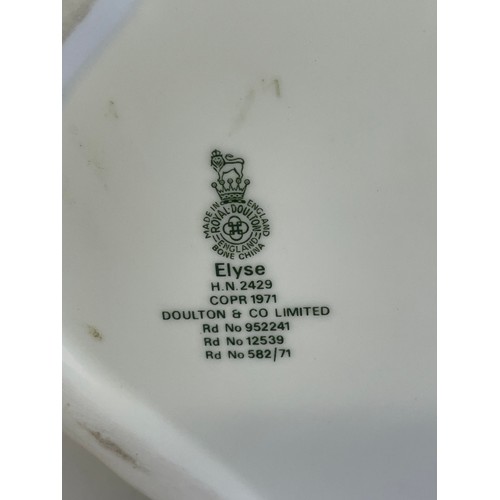 MADE IN ENGLAND
ROYAL·DOULTON
ENGLAND
BONE CHINA
Elyse
H.N.2429
COPR 1971
DOULTON & CO LIMITED
Rd No 952241
Rd No 12539
Rd No 582/71